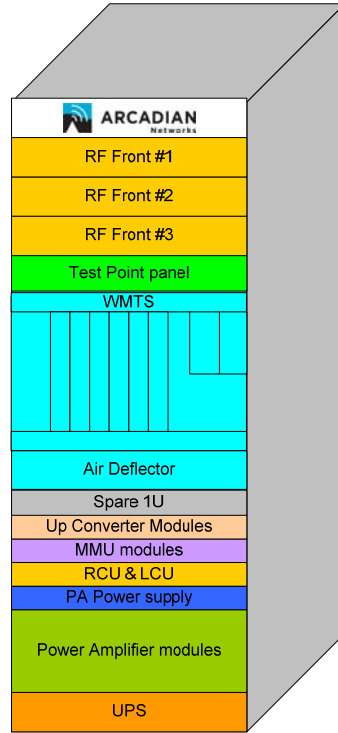 ARCADIAN
Networks
RF Front #1
RF Front #2
RF Front #3
Test Point panel
WMTS
Air Deflector
Spare 1U
Up Converter Modules
MMU modules
RCU & LCU
PA Power supply
Power Amplifier modules
UPS